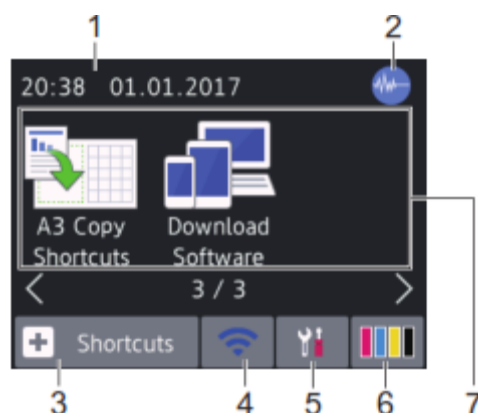 1
2
20:38 01.01.2017
A3 Copy
Shortcuts
Download
Software
3 / 3
Shortcuts
3
4
5
6
7